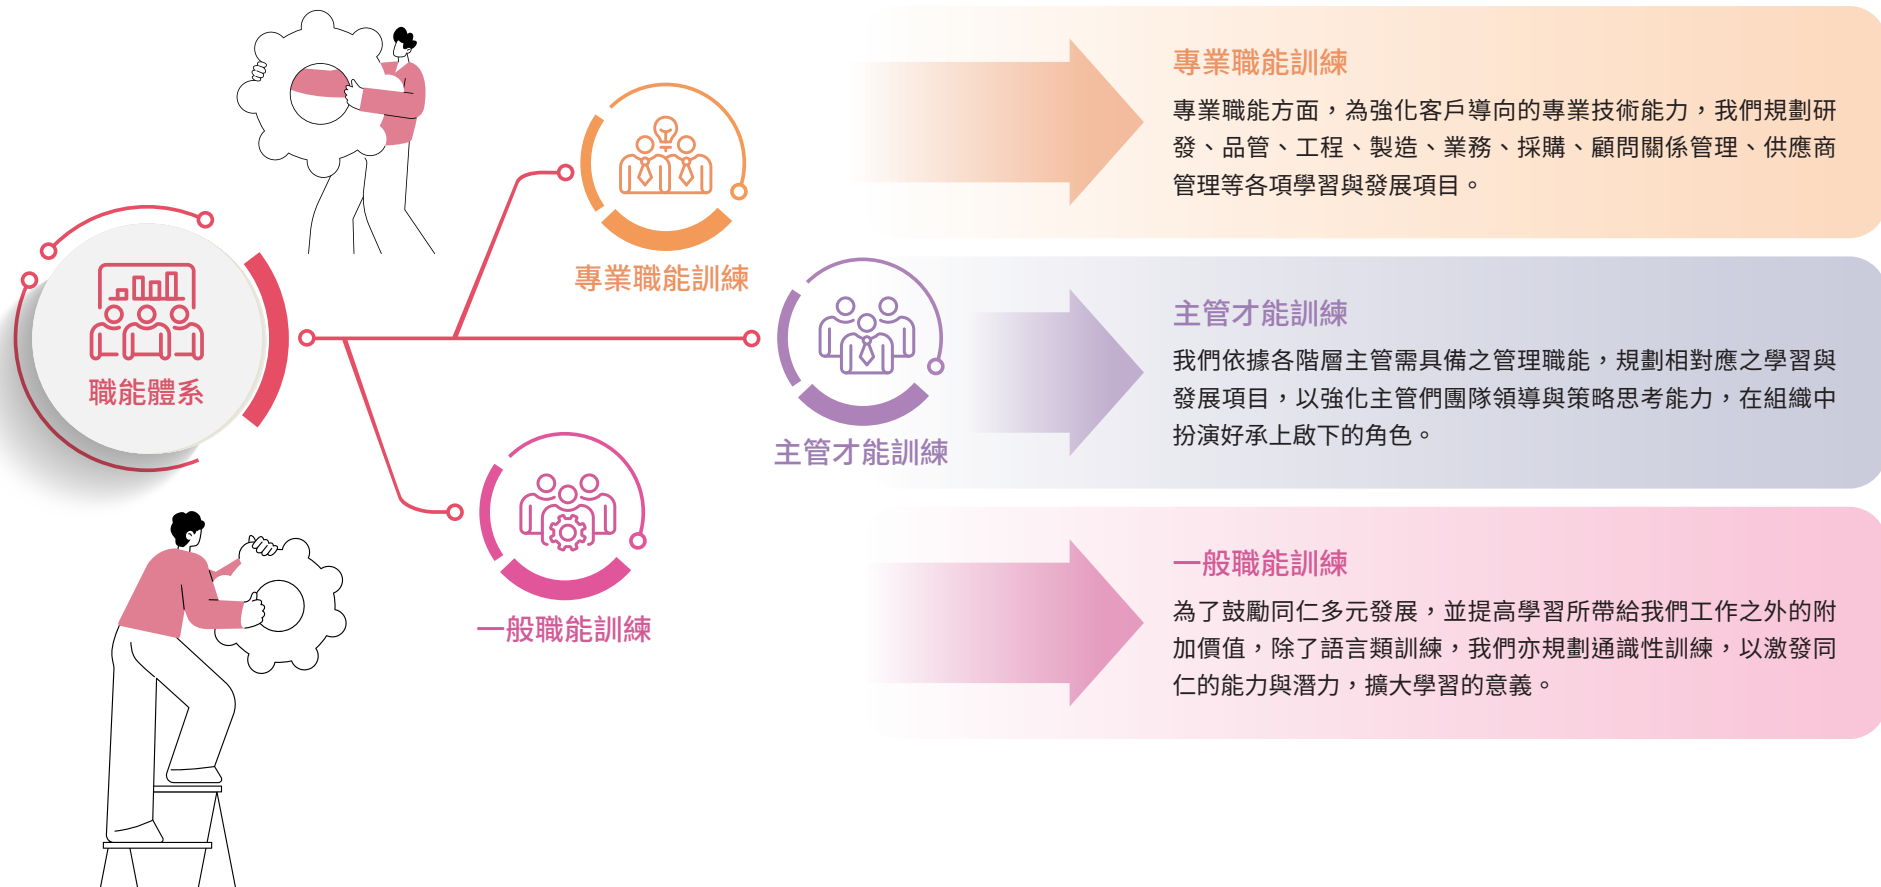 職能體系
專業職能訓練
主管才能訓練
一般職能訓練
專業職能訓練
專業職能方面，為強化客戶導向的專業技術能力，我們規劃研
發、品管、工程、製造、業務、採購、顧問關係管理、供應商
管理等各項學習與發展項目。
主管才能訓練
我們依據各階層主管需具備之管理職能，規劃相對應之學習與
發展項目，以強化主管們團隊領導與策略思考能力，在組織中
扮演好承上啟下的角色。
一般職能訓練
為了鼓勵同仁多元發展，並提高學習所帶給我們工作之外的附
加價值，除了語言類訓練，我們亦規劃通識性訓練，以激發同
仁的能力與潛力，擴大學習的意義。